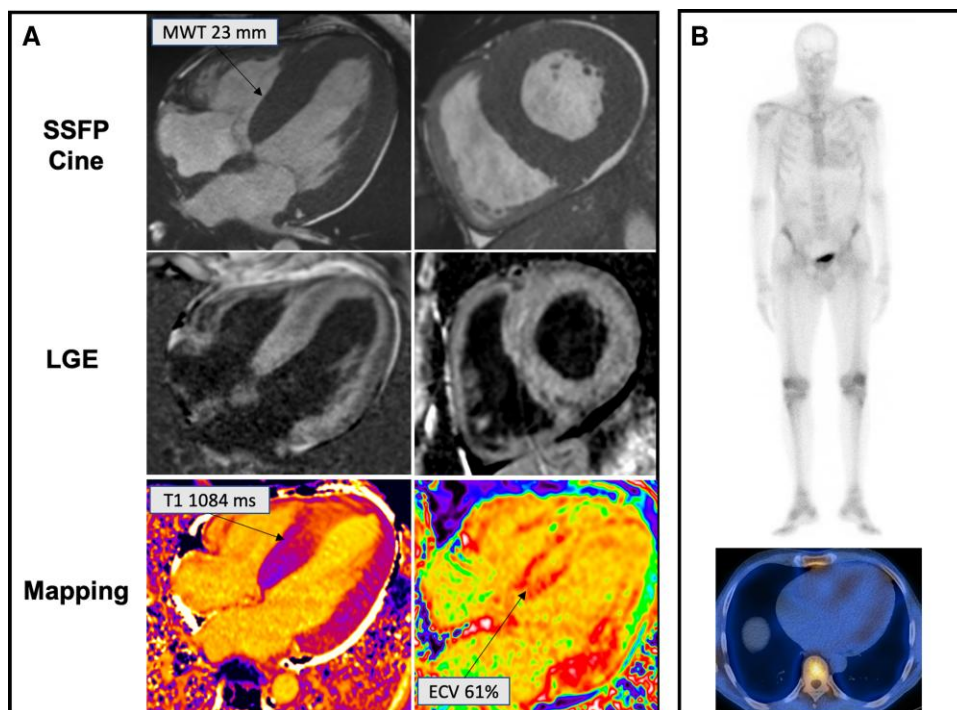 A
MWT 23 mm
SSFP
Cine
LGE
T1 1084 ms
Mapping
ECV 61%
B